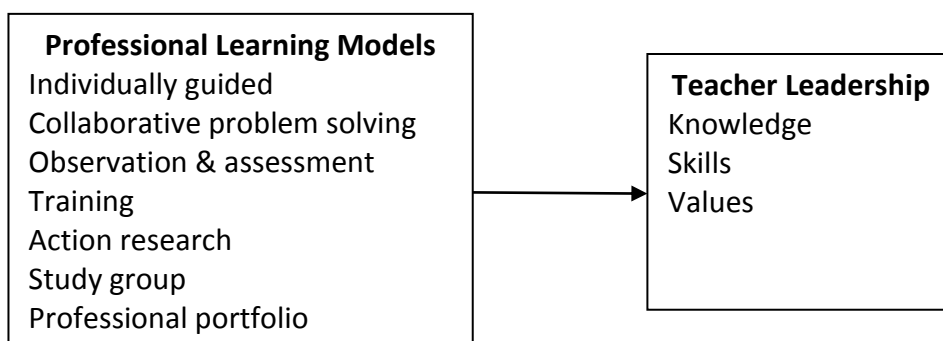 Professional Learning Models
Individually guided
Collaborative problem solving
Observation & assessment
Training
Action research
Study group
Professional portfolio
Teacher Leadership
Knowledge
Skills
Values